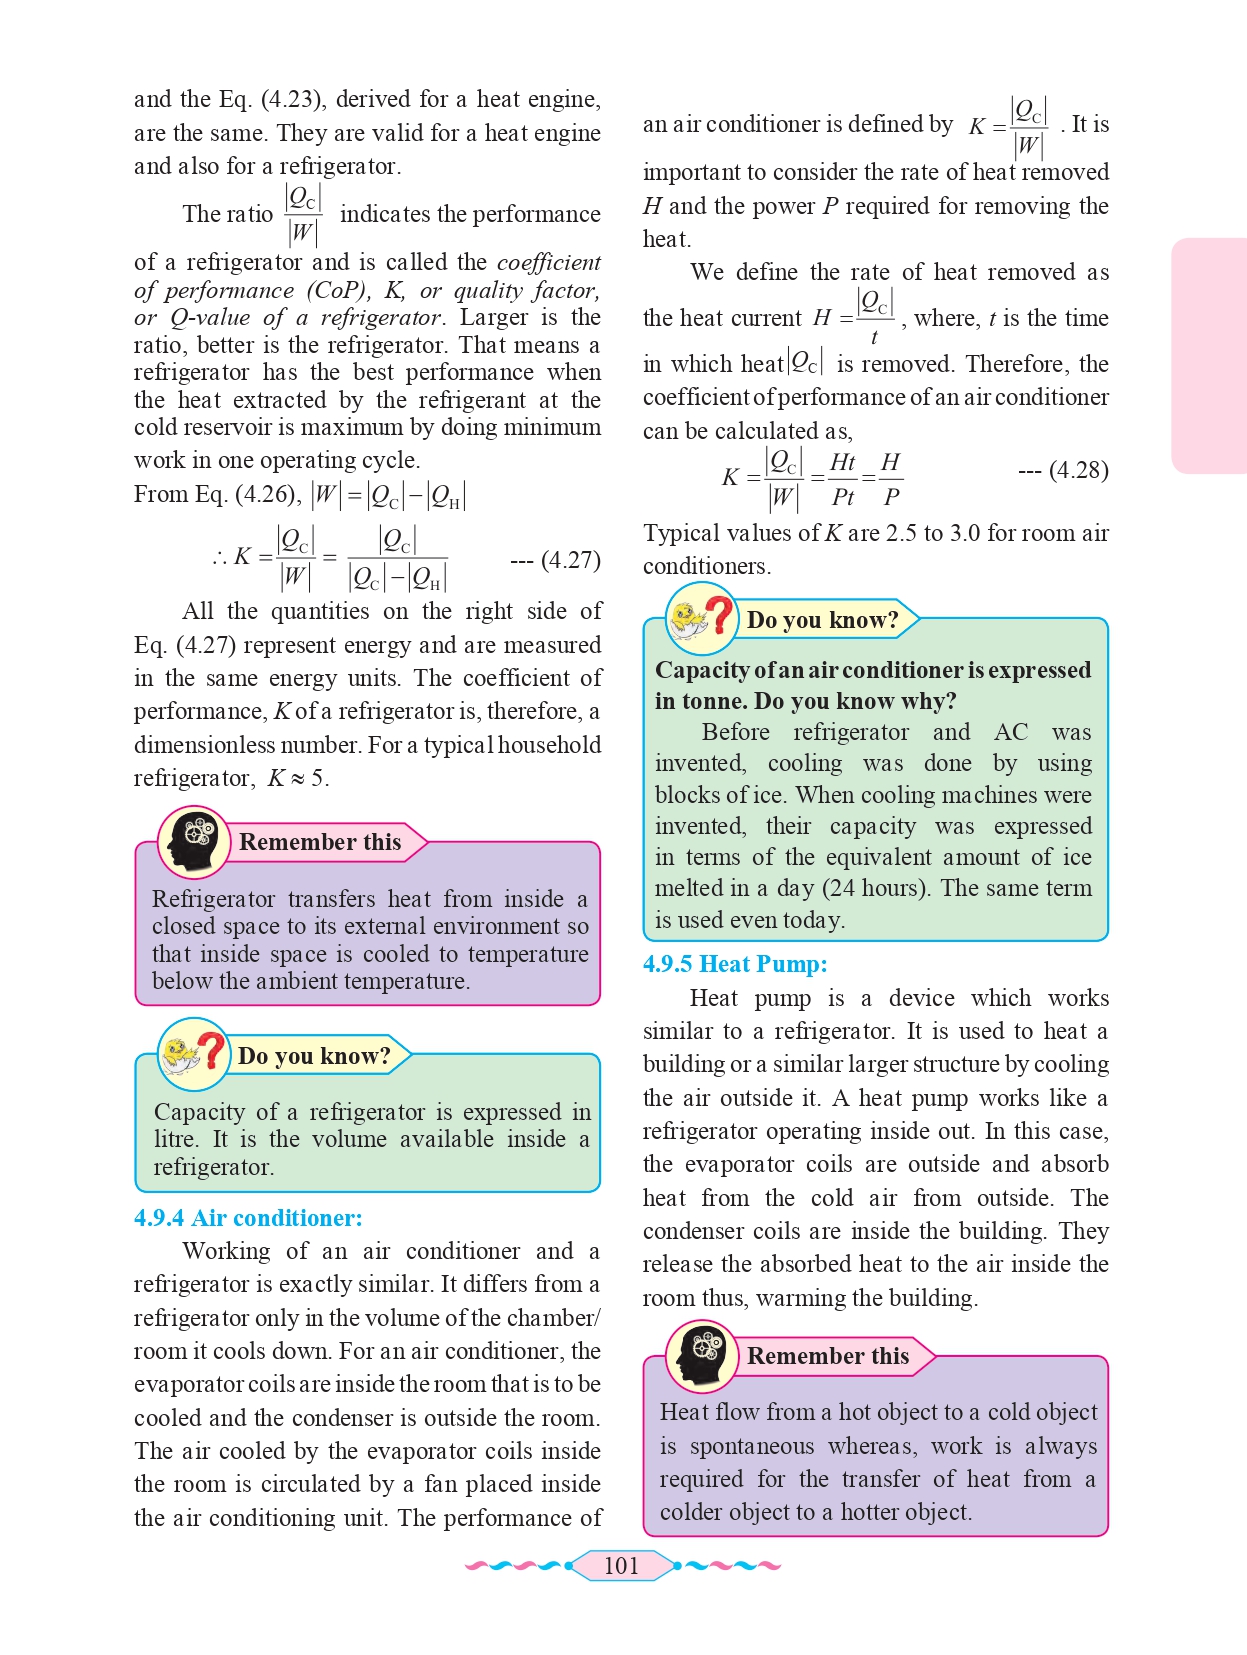 and the Eq. (4.23), derived for a heat engine,
are the same. They are valid for a heat engine
and also for a refrigerator.
The ratio |Q_C|/|W| indicates the performance
of a refrigerator and is called the coefficient
of performance (CoP), K, or quality factor,
or Q-value of a refrigerator. Larger is the
ratio, better is the refrigerator. That means a
refrigerator has the best performance when
the heat extracted by the refrigerant at the
cold reservoir is maximum by doing minimum
work in one operating cycle.
From Eq. (4.26), |W| = |Q_C| − |Q_H|
∴ K = |Q_C|/|W| = |Q_C|/(|Q_C| − |Q_H|) --- (4.27)
All the quantities on the right side of
Eq. (4.27) represent energy and are measured
in the same energy units. The coefficient of
performance, K of a refrigerator is, therefore, a
dimensionless number. For a typical household
refrigerator, K ≈ 5.
Remember this
Refrigerator transfers heat from inside a
closed space to its external environment so
that inside space is cooled to temperature
below the ambient temperature.
Do you know?
Capacity of a refrigerator is expressed in
litre. It is the volume available inside a
refrigerator.
4.9.4 Air conditioner:
Working of an air conditioner and a
refrigerator is exactly similar. It differs from a
refrigerator only in the volume of the chamber/
room it cools down. For an air conditioner, the
evaporator coils are inside the room that is to be
cooled and the condenser is outside the room.
The air cooled by the evaporator coils inside
the room is circulated by a fan placed inside
the air conditioning unit. The performance of
an air conditioner is defined by K = |Q_C|/|W| . It is
important to consider the rate of heat removed
H and the power P required for removing the
heat.
We define the rate of heat removed as
the heat current H = |Q_C|/t , where, t is the time
in which heat |Q_C| is removed. Therefore, the
coefficient of performance of an air conditioner
can be calculated as,
K = |Q_C|/|W| = Ht/Pt = H/P --- (4.28)
Typical values of K are 2.5 to 3.0 for room air
conditioners.
Do you know?
Capacity of an air conditioner is expressed
in tonne. Do you know why?
Before refrigerator and AC was
invented, cooling was done by using
blocks of ice. When cooling machines were
invented, their capacity was expressed
in terms of the equivalent amount of ice
melted in a day (24 hours). The same term
is used even today.
4.9.5 Heat Pump:
Heat pump is a device which works
similar to a refrigerator. It is used to heat a
building or a similar larger structure by cooling
the air outside it. A heat pump works like a
refrigerator operating inside out. In this case,
the evaporator coils are outside and absorb
heat from the cold air from outside. The
condenser coils are inside the building. They
release the absorbed heat to the air inside the
room thus, warming the building.
Remember this
Heat flow from a hot object to a cold object
is spontaneous whereas, work is always
required for the transfer of heat from a
colder object to a hotter object.
101